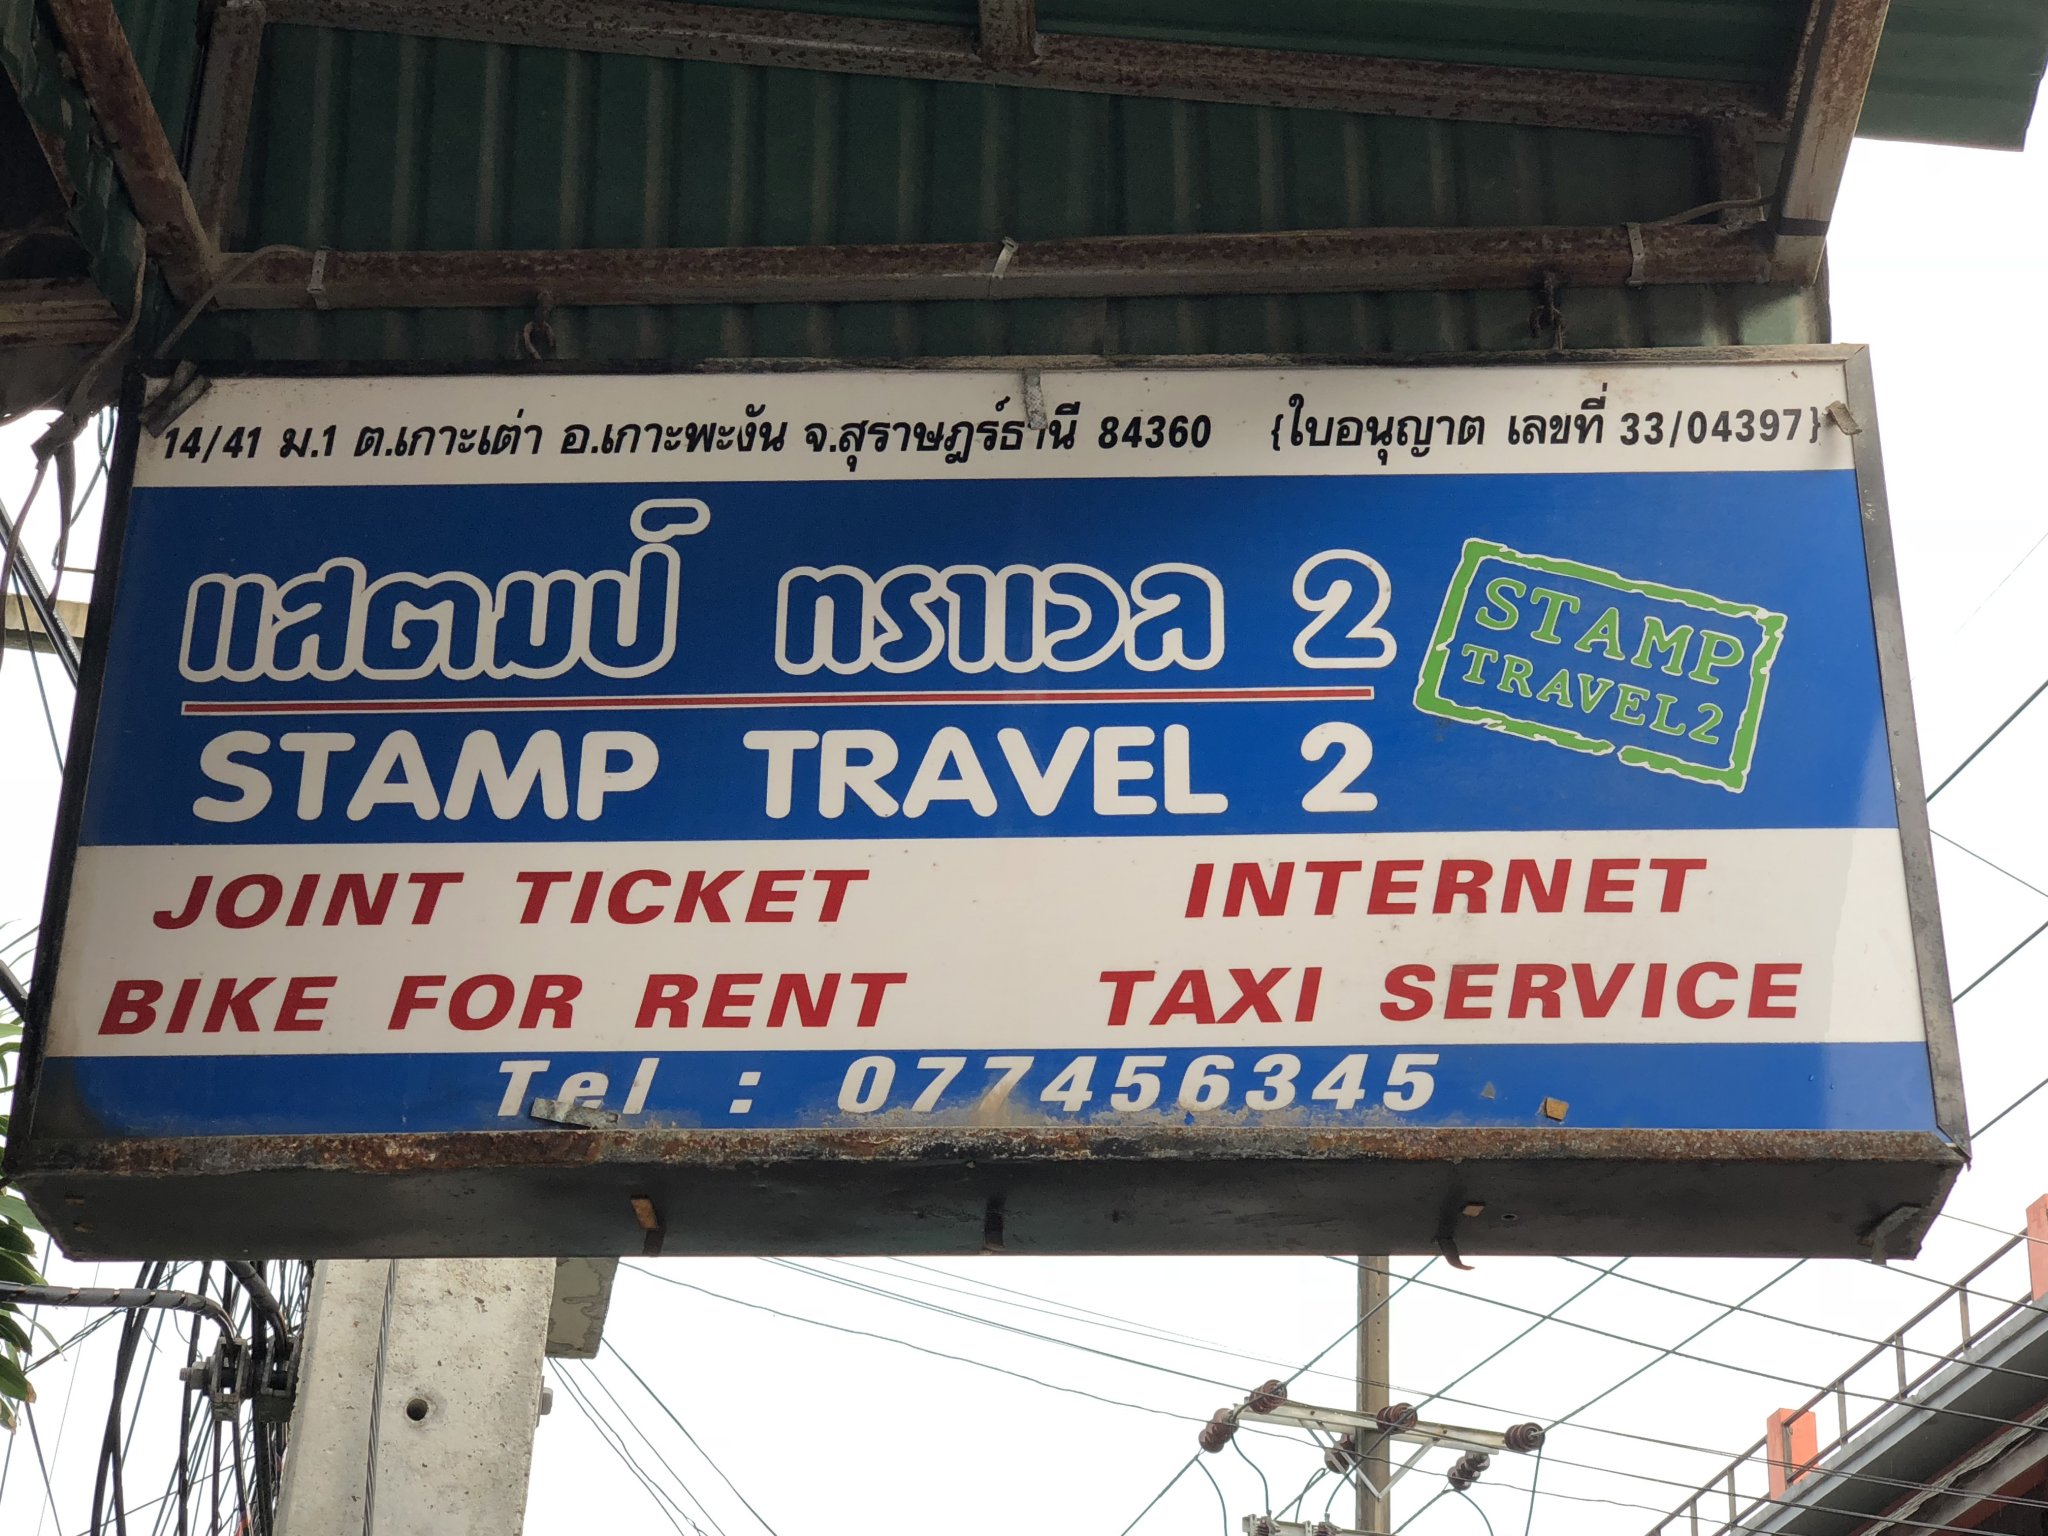 14/41 ม.1 ต.เกาะเต่า อ.เกาะพะงัน จ.สุราษฎร์ธานี 84360 {ใบอนุญาต เลขที่ 33/04397}
แสตมป์ ทราเวล 2
STAMP TRAVEL 2
STAMP
TRAVEL2
JOINT TICKET INTERNET
BIKE FOR RENT TAXI SERVICE
Tel : 077456345